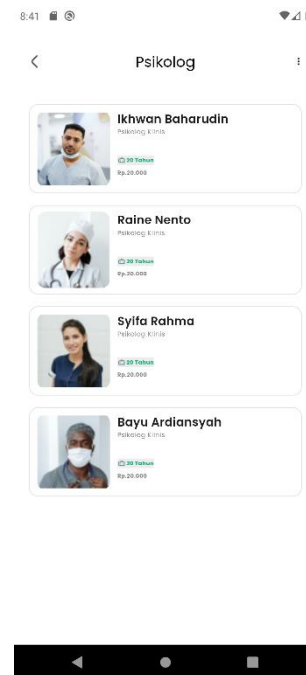 8:41
Psikolog
Ikhwan Baharudin
Psikolog Klinis
20 Tahun
Rp.20.000
Raine Nento
Psikolog Klinis
20 Tahun
Rp.20.000
Syifa Rahma
Psikolog Klinis
20 Tahun
Rp.20.000
Bayu Ardiansyah
Psikolog Klinis
20 Tahun
Rp.20.000